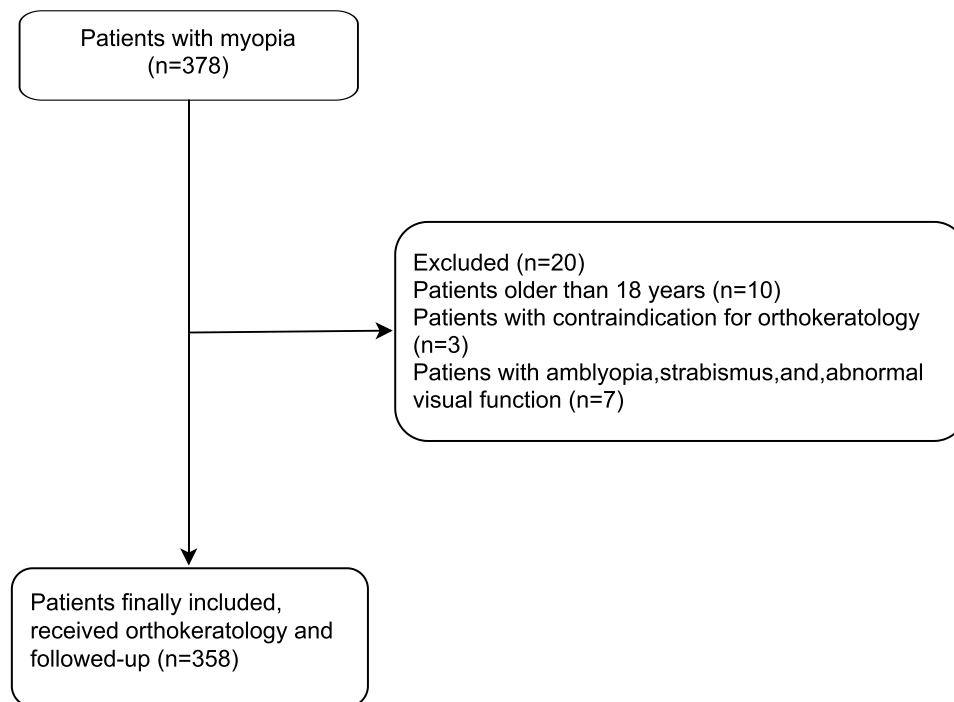 Patients with myopia
(n=378)
Excluded (n=20)
Patients older than 18 years (n=10)
Patients with contraindication for orthokeratology
(n=3)
Patiens with amblyopia,strabismus,and,abnormal
visual function (n=7)
Patients finally included,
received orthokeratology and
followed-up (n=358)